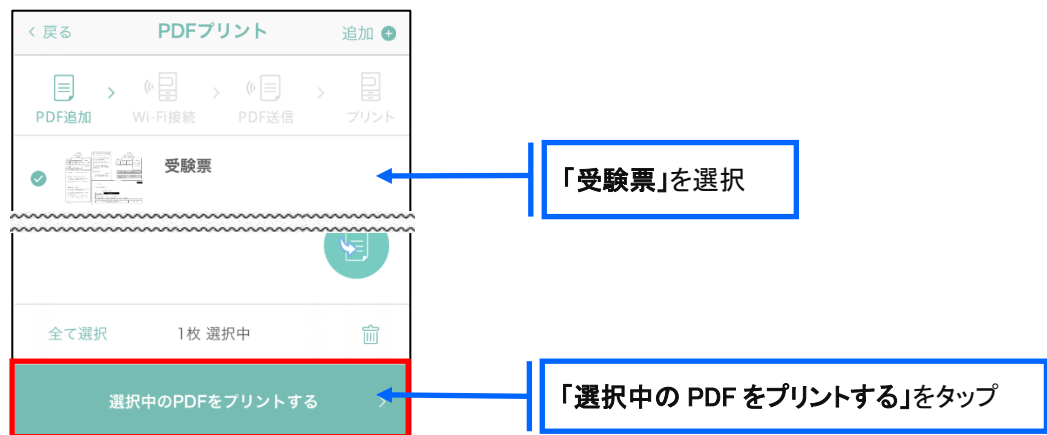 < 戻る PDFプリント 追加
PDF追加 > Wi-Fi接続 > PDF送信 > プリント
受験票
「受験票」を選択
全て選択 1枚 選択中
選択中のPDFをプリントする >
「選択中の PDF をプリントする」をタップ